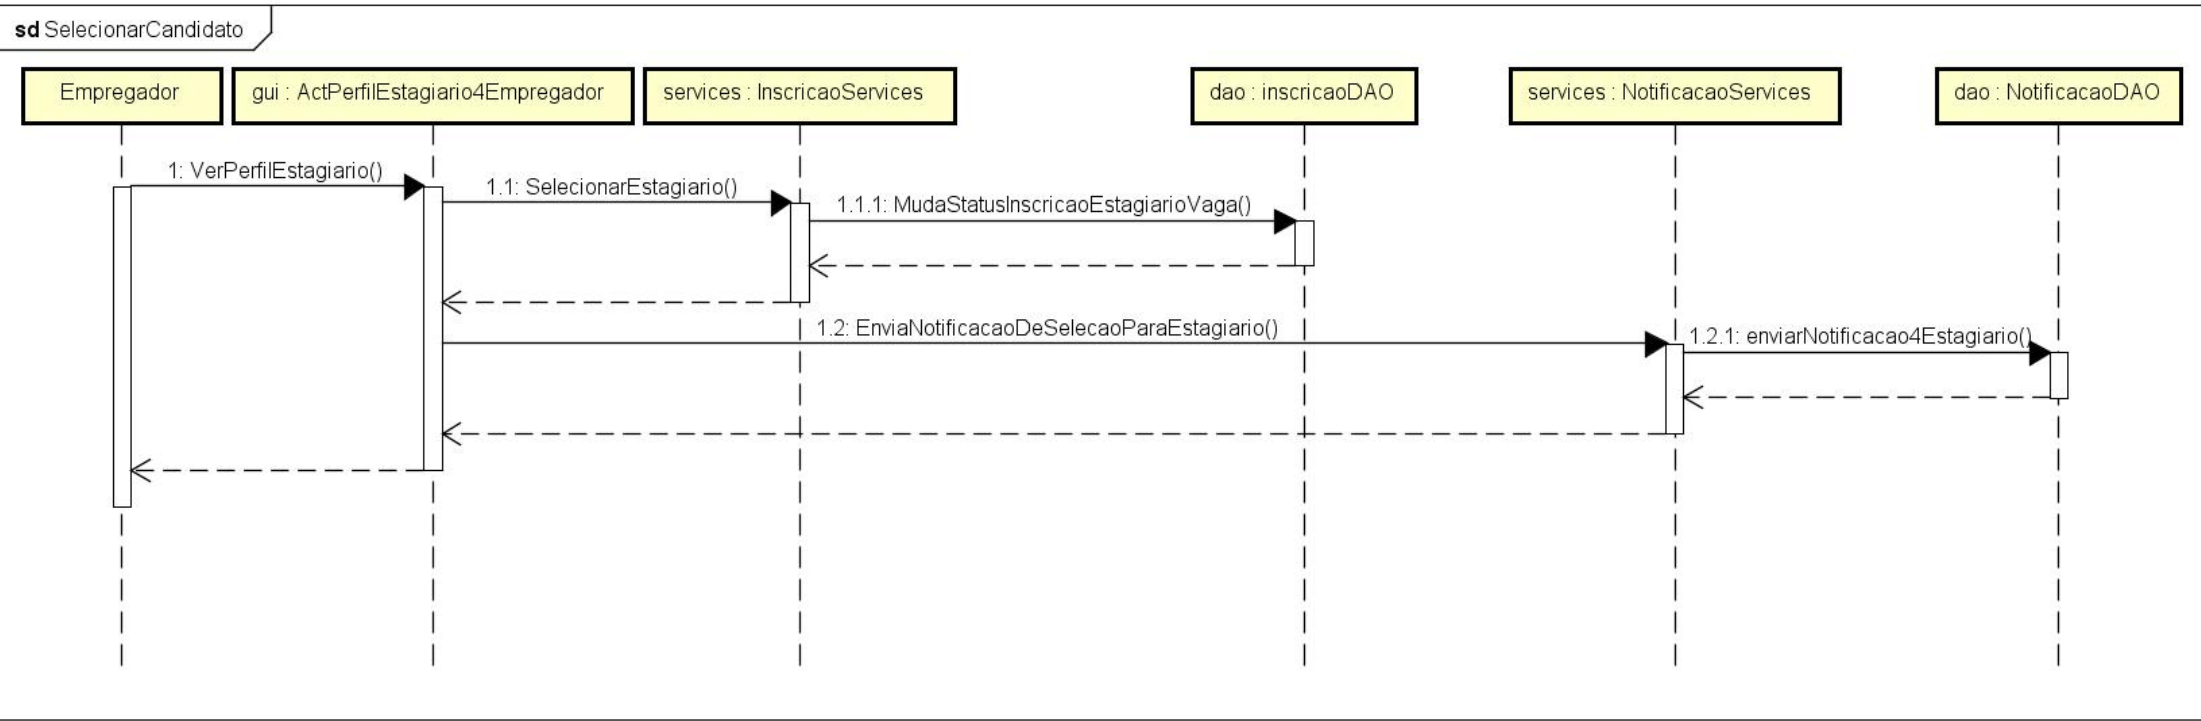 sd SelecionarCandidato
Empregador
gui : ActPerfilEstagiario4Empregador
services : InscricaoServices
dao : inscricaoDAO
services : NotificacaoServices
dao : NotificacaoDAO
1: VerPerfilEstagiario()
1.1: SelecionarEstagiario()
1.1.1: MudaStatusInscricaoEstagiarioVaga()
1.2: EnviaNotificacaoDeSelecaoParaEstagiario()
1.2.1: enviarNotificacao4Estagiario()